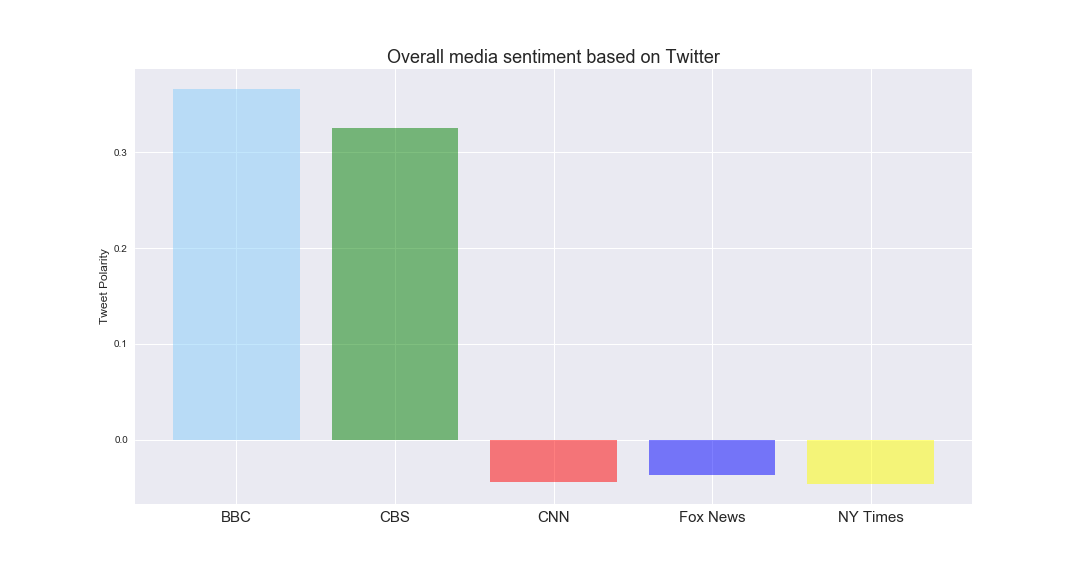 Overall media sentiment based on Twitter
Tweet Polarity
0.3
0.2
0.1
0.0
BBC CBS CNN Fox News NY Times